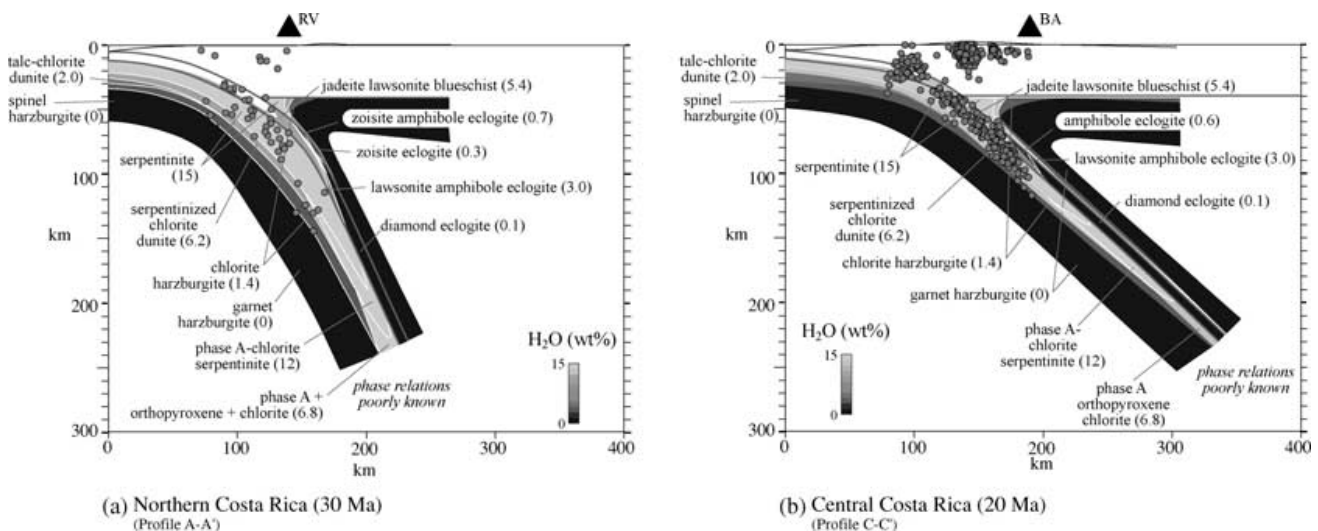 RV
0
100
km
200
300
talc-chlorite
dunite (2.0)
spinel
harzburgite (0)
serpentinite
(15)
serpentinized
chlorite
dunite (6.2)
chlorite
harzburgite (1.4)
garnet
harzburgite (0)
phase A-chlorite
serpentinite (12)
phase A +
orthopyroxene + chlorite (6.8)
jadeite lawsonite blueschist (5.4)
zoisite amphibole eclogite (0.7)
zoisite eclogite (0.3)
lawsonite amphibole eclogite (3.0)
diamond eclogite (0.1)
H₂O (wt%)
15
0
phase relations
poorly known
0
100
200
300
400
km
(a) Northern Costa Rica (30 Ma)
(Profile A-A')
BA
0
100
km
200
300
talc-chlorite
dunite (2.0)
spinel
harzburgite (0)
serpentinite (15)
serpentinized
chlorite
dunite (6.2)
chlorite harzburgite (1.4)
garnet harzburgite (0)
phase A-
chlorite
serpentinite (12)
phase A
orthopyroxene
chlorite (6.8)
jadeite lawsonite blueschist (5.4)
amphibole eclogite (0.6)
lawsonite amphibole eclogite (3.0)
diamond eclogite (0.1)
H₂O (wt%)
15
0
phase relations
poorly known
0
100
200
300
400
km
(b) Central Costa Rica (20 Ma)
(Profile C-C')